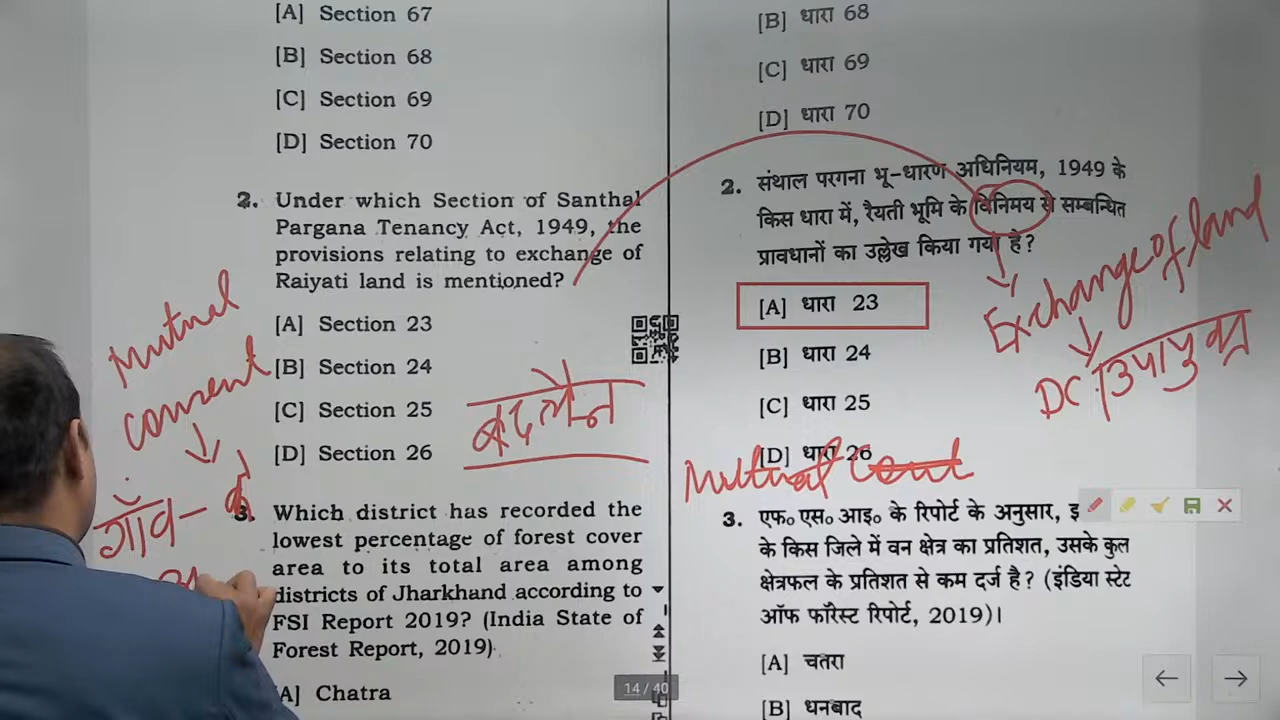 [A] Section 67
[B] Section 68
[C] Section 69
[D] Section 70
2. Under which Section of Santhal
Pargana Tenancy Act, 1949, the
provisions relating to exchange of
Raiyati land is mentioned?
[A] Section 23
[B] Section 24
[C] Section 25
[D] Section 26
3. Which district has recorded the
lowest percentage of forest cover
area to its total area among
districts of Jharkhand according to
FSI Report 2019? (India State of
Forest Report, 2019)
A] Chatra
Mutual
consent
गाँव - के
बदलैन
[B] धारा 68
[C] धारा 69
[D] धारा 70
2. संथाल परगना भू-धारण अधिनियम, 1949 के
किस धारा में, रैयती भूमि के विनिमय से सम्बन्धित
प्रावधानों का उल्लेख किया गया है?
[A] धारा 23
[B] धारा 24
[C] धारा 25
[D] धारा 26
Exchange of land
DC
Mutual
3. एफ० एस० आइ० के रिपोर्ट के अनुसार, इ
के किस जिले में वन क्षेत्र का प्रतिशत, उसके कुल
क्षेत्रफल के प्रतिशत से कम दर्ज है? (इंडिया स्टेट
ऑफ फॉरेस्ट रिपोर्ट, 2019)।
[A] चतरा
[B] धनबाद
14 / 40